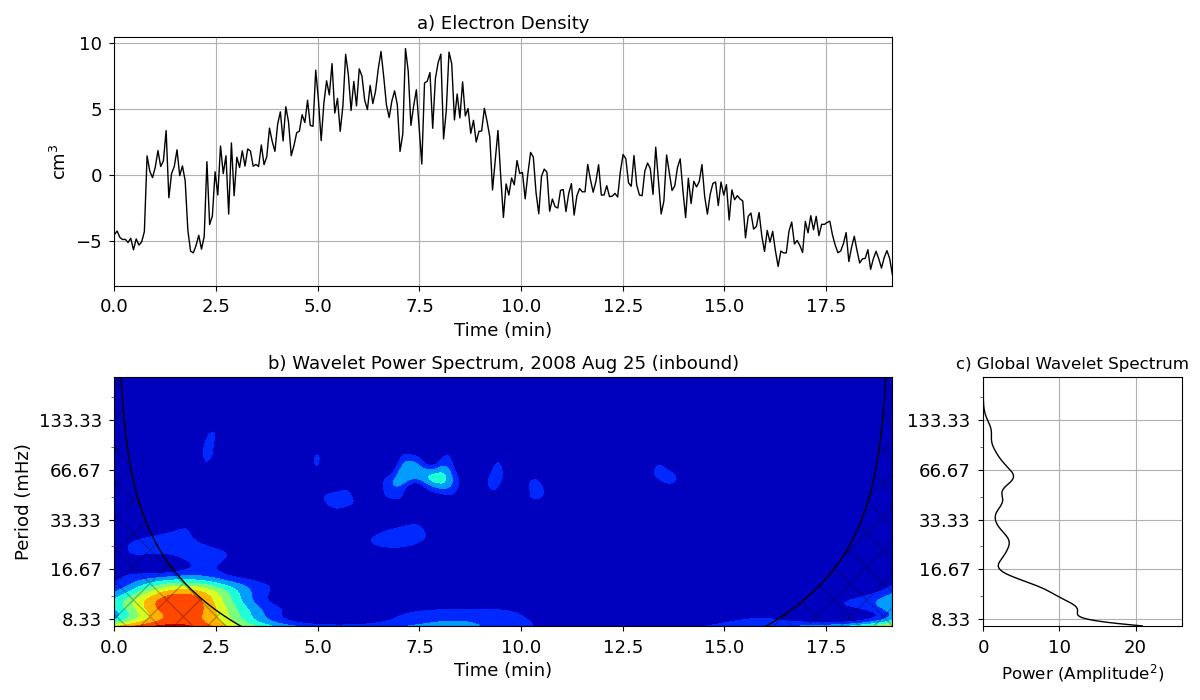 a) Electron Density
10
5
0
−5
cm³
0.0 2.5 5.0 7.5 10.0 12.5 15.0 17.5
Time (min)
b) Wavelet Power Spectrum, 2008 Aug 25 (inbound)
133.33
66.67
33.33
16.67
8.33
Period (mHz)
0.0 2.5 5.0 7.5 10.0 12.5 15.0 17.5
Time (min)
c) Global Wavelet Spectrum
133.33
66.67
33.33
16.67
8.33
0 10 20
Power (Amplitude²)